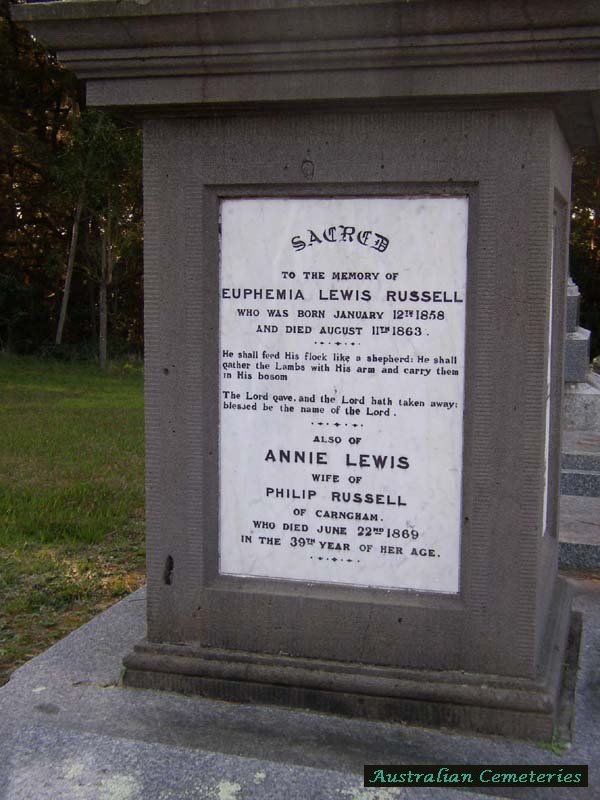 SACRED
TO THE MEMORY OF
EUPHEMIA LEWIS RUSSELL
WHO WAS BORN JANUARY 12TH 1858
AND DIED AUGUST 11TH 1863.
He shall feed His flock like a shepherd: He shall
gather the Lambs with His arm and carry them
in His bosom
The Lord gave, and the Lord hath taken away;
blessed be the name of the Lord.
ALSO OF
ANNIE LEWIS
WIFE OF
PHILIP RUSSELL
OF CARNGHAM.
WHO DIED JUNE 22ND 1869
IN THE 39TH YEAR OF HER AGE.
Australian Cemeteries